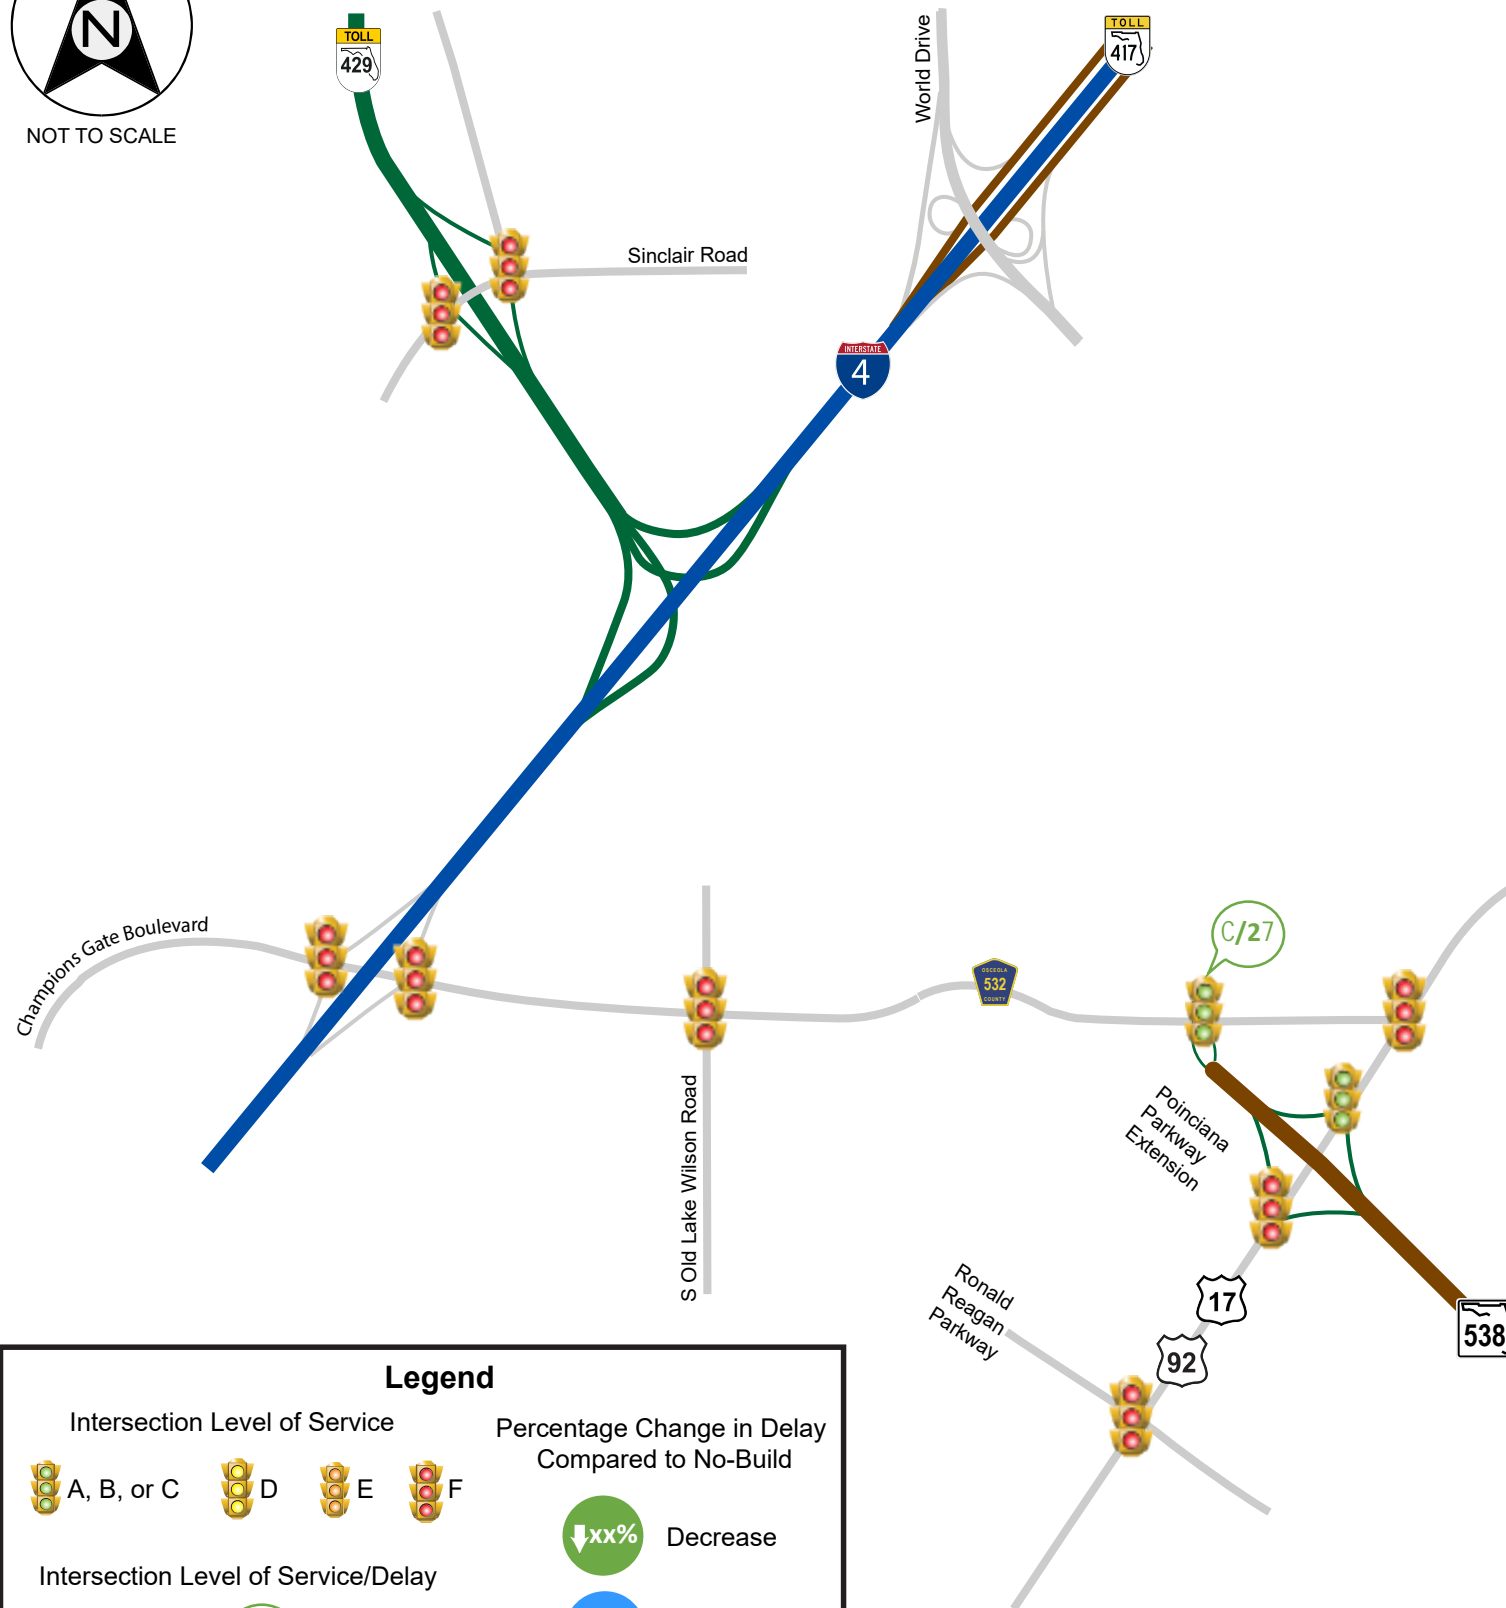 N
NOT TO SCALE
TOLL
429
World Drive
TOLL
417
Sinclair Road
INTERSTATE
4
Champions Gate Boulevard
C/27
OSCEOLA
532
COUNTY
S Old Lake Wilson Road
Poinciana
Parkway
Extension
Ronald
Reagan
Parkway
17
92
538
Legend
Intersection Level of Service
A, B, or C
D
E
F
Intersection Level of Service/Delay
Percentage Change in Delay
Compared to No-Build
xx%
Decrease